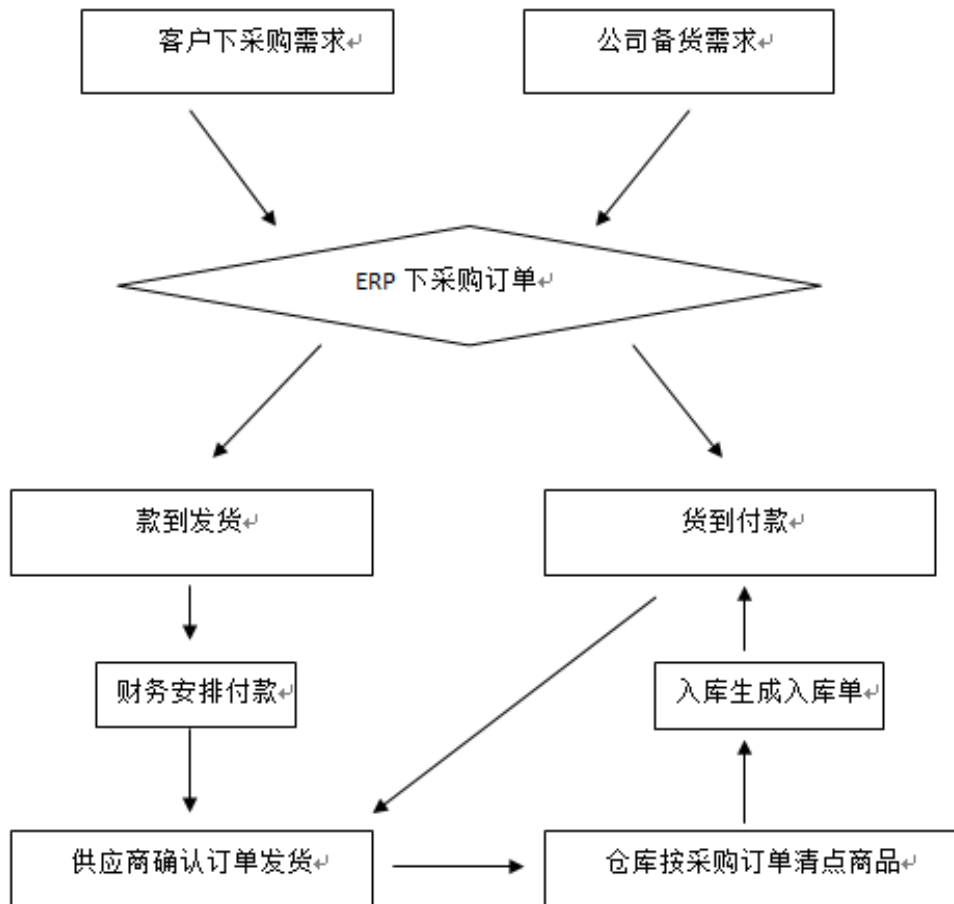 客户下采购需求
公司备货需求
ERP 下采购订单
款到发货
货到付款
财务安排付款
入库生成入库单
供应商确认订单发货
仓库按采购订单清点商品